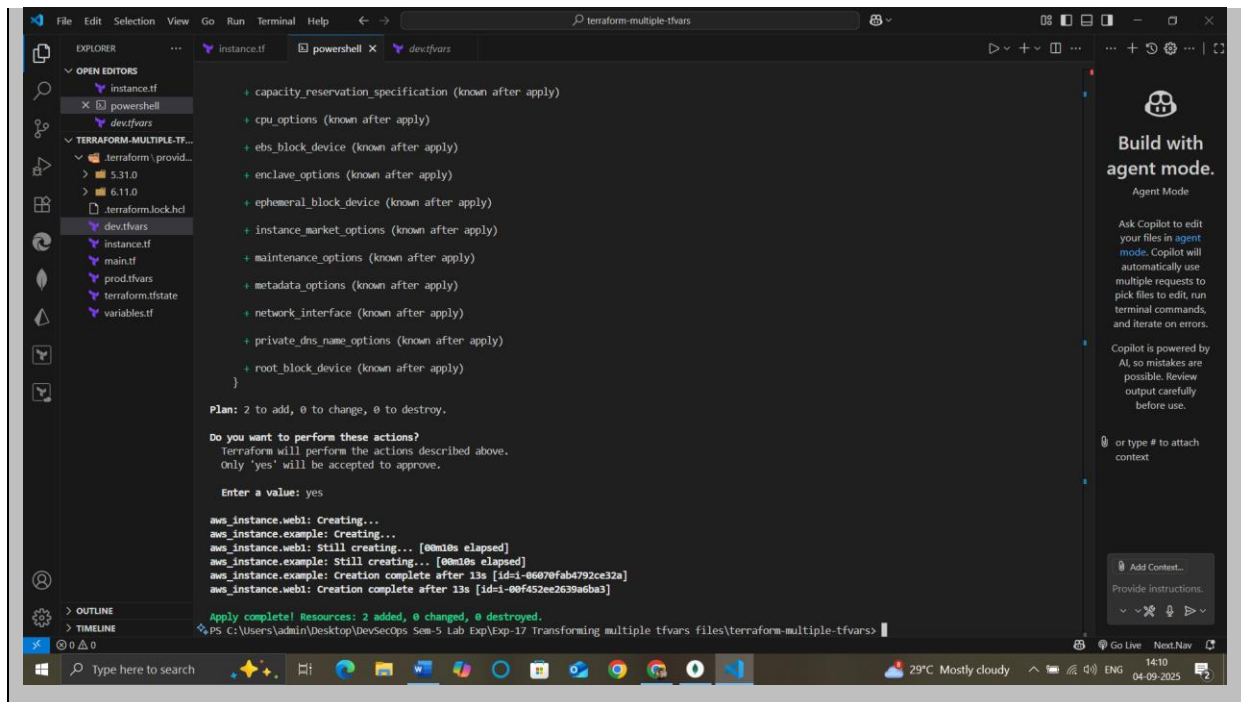 File Edit Selection View Go Run Terminal Help
terraform-multiple-tfvars
EXPLORER
OPEN EDITORS
instance.tf
powershell
dev.tfvars
TERRAFORM-MULTIPLE-TF...
.terraform \ provid...
5.31.0
6.11.0
.terraform.lock.hcl
dev.tfvars
instance.tf
main.tf
prod.tfvars
terraform.tfstate
variables.tf
OUTLINE
TIMELINE
instance.tf powershell dev.tfvars
+ capacity_reservation_specification (known after apply)
+ cpu_options (known after apply)
+ ebs_block_device (known after apply)
+ enclave_options (known after apply)
+ ephemeral_block_device (known after apply)
+ instance_market_options (known after apply)
+ maintenance_options (known after apply)
+ metadata_options (known after apply)
+ network_interface (known after apply)
+ private_dns_name_options (known after apply)
+ root_block_device (known after apply)
}
Plan: 2 to add, 0 to change, 0 to destroy.
Do you want to perform these actions?
Terraform will perform the actions described above.
Only 'yes' will be accepted to approve.
Enter a value: yes
aws_instance.web1: Creating...
aws_instance.example: Creating...
aws_instance.web1: Still creating... [00m10s elapsed]
aws_instance.example: Still creating... [00m10s elapsed]
aws_instance.example: Creation complete after 13s [id=i-06070fab4792ce32a]
aws_instance.web1: Creation complete after 13s [id=i-00f452ee2639a6ba3]
Apply complete! Resources: 2 added, 0 changed, 0 destroyed.
PS C:\Users\admin\Desktop\DevSecOps Sem-5 Lab Exp\Exp-17 Transforming multiple tfvars files\terraform-multiple-tfvars>
Build with
agent mode.
Agent Mode
Ask Copilot to edit
your files in agent
mode. Copilot will
automatically use
multiple requests to
pick files to edit, run
terminal commands,
and iterate on errors.
Copilot is powered by
AI, so mistakes are
possible. Review
output carefully
before use.
or type # to attach
context
Add Context...
Provide instructions.
0 0 Go Live Next.Nav
Type here to search
29°C Mostly cloudy ENG 14:10
04-09-2025 2